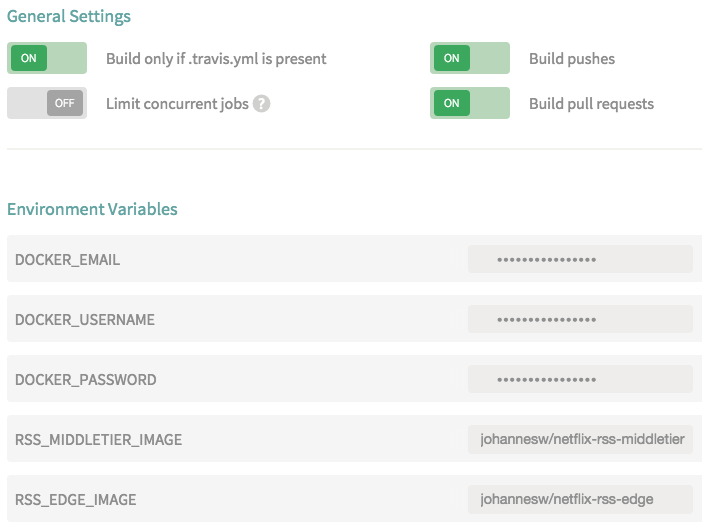 General Settings
ON Build only if .travis.yml is present ON Build pushes
OFF Limit concurrent jobs ? ON Build pull requests
Environment Variables
DOCKER_EMAIL ••••••••••••••••
DOCKER_USERNAME ••••••••••••••••
DOCKER_PASSWORD ••••••••••••••••
RSS_MIDDLETIER_IMAGE johannesw/netflix-rss-middletier
RSS_EDGE_IMAGE johannesw/netflix-rss-edge